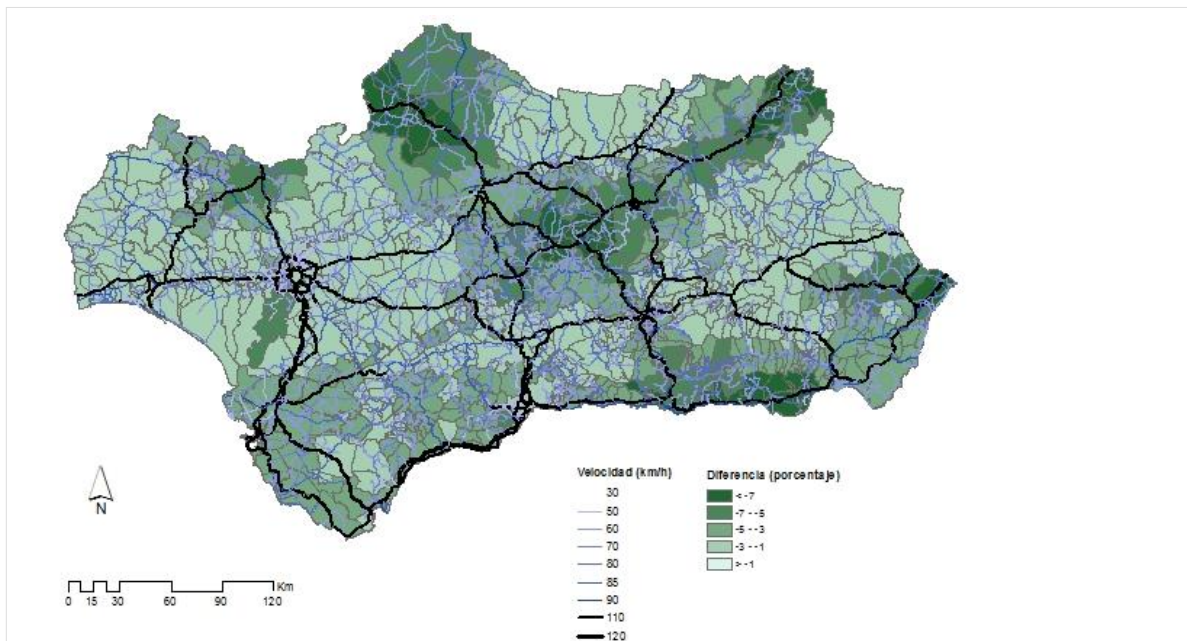 N
Km
0 15 30 60 90 120
Velocidad (km/h)
30
50
60
70
80
85
90
110
120
Diferencia (porcentaje)
< -7
-7 - -5
-5 - -3
-3 - -1
> -1